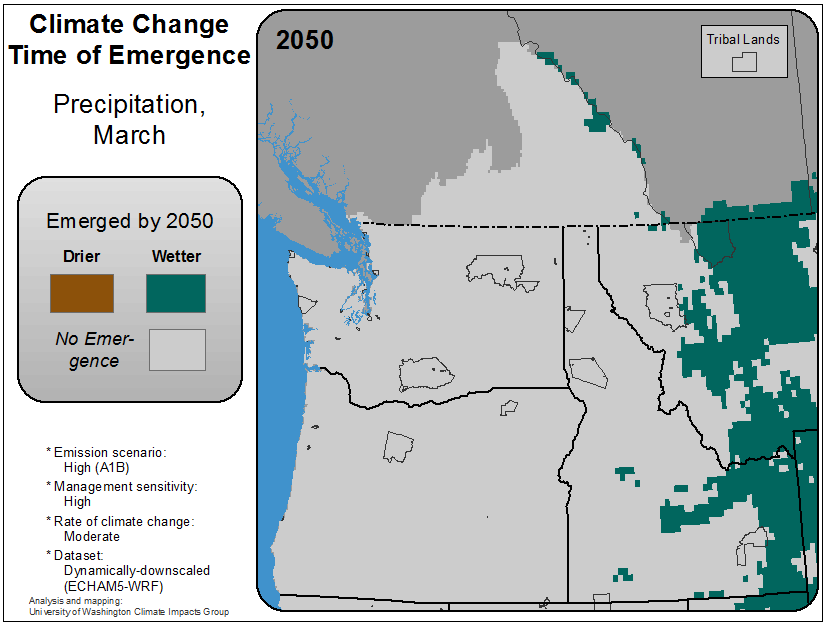 Climate Change
Time of Emergence
Precipitation,
March
Emerged by 2050
Drier Wetter
No Emer-
gence
* Emission scenario:
High (A1B)
* Management sensitivity:
High
* Rate of climate change:
Moderate
* Dataset:
Dynamically-downscaled
(ECHAM5-WRF)
Analysis and mapping:
University of Washington Climate Impacts Group
2050
Tribal Lands